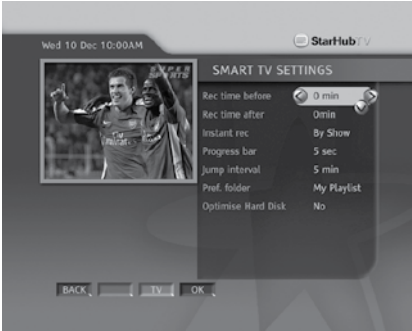 Wed 10 Dec 10:00AM
StarHub TV
SUPER
SPORTS
SMART TV SETTINGS
Rec time before 0 min
Rec time after 0min
Instant rec By Show
Progress bar 5 sec
Jump interval 5 min
Pref. folder My Playlist
Optimise Hard Disk No
BACK TV OK